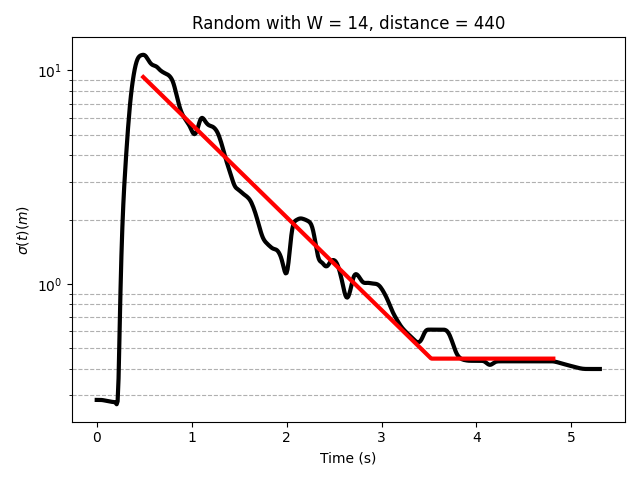 Random with W = 14, distance = 440
10¹
10⁰
σ(t)(m)
0 1 2 3 4 5
Time (s)